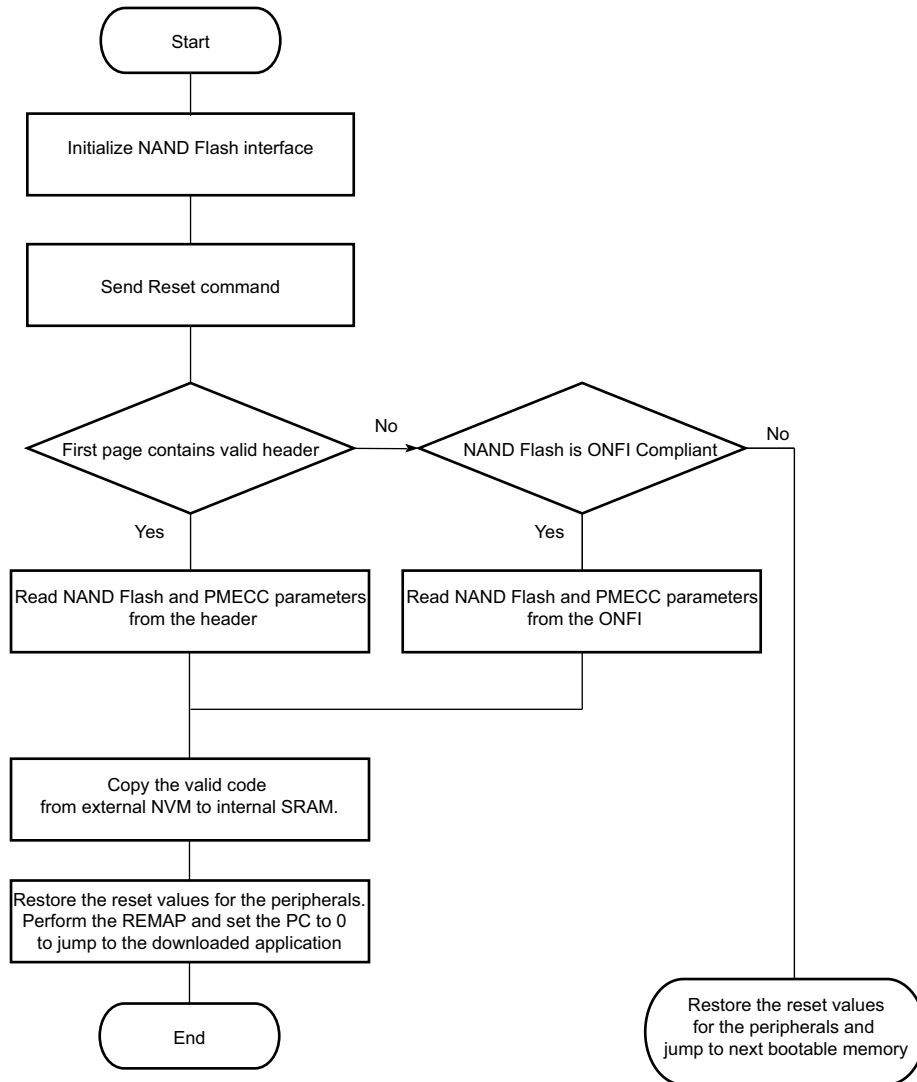 Start
Initialize NAND Flash interface
Send Reset command
First page contains valid header
No
NAND Flash is ONFI Compliant
No
Yes
Yes
Read NAND Flash and PMECC parameters
from the header
Read NAND Flash and PMECC parameters
from the ONFI
Copy the valid code
from external NVM to internal SRAM.
Restore the reset values for the peripherals.
Perform the REMAP and set the PC to 0
to jump to the downloaded application
End
Restore the reset values
for the peripherals and
jump to next bootable memory